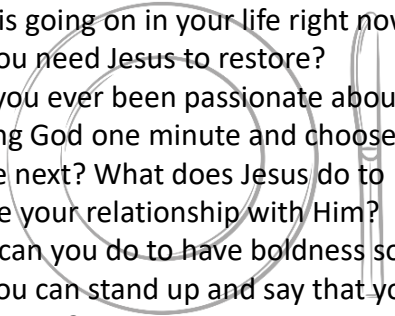 is going on in your life right now
ou need Jesus to restore?
you ever been passionate abou
ng God one minute and choose
e next? What does Jesus do to
e your relationship with Him?
can you do to have boldness so
ou can stand up and say that yo